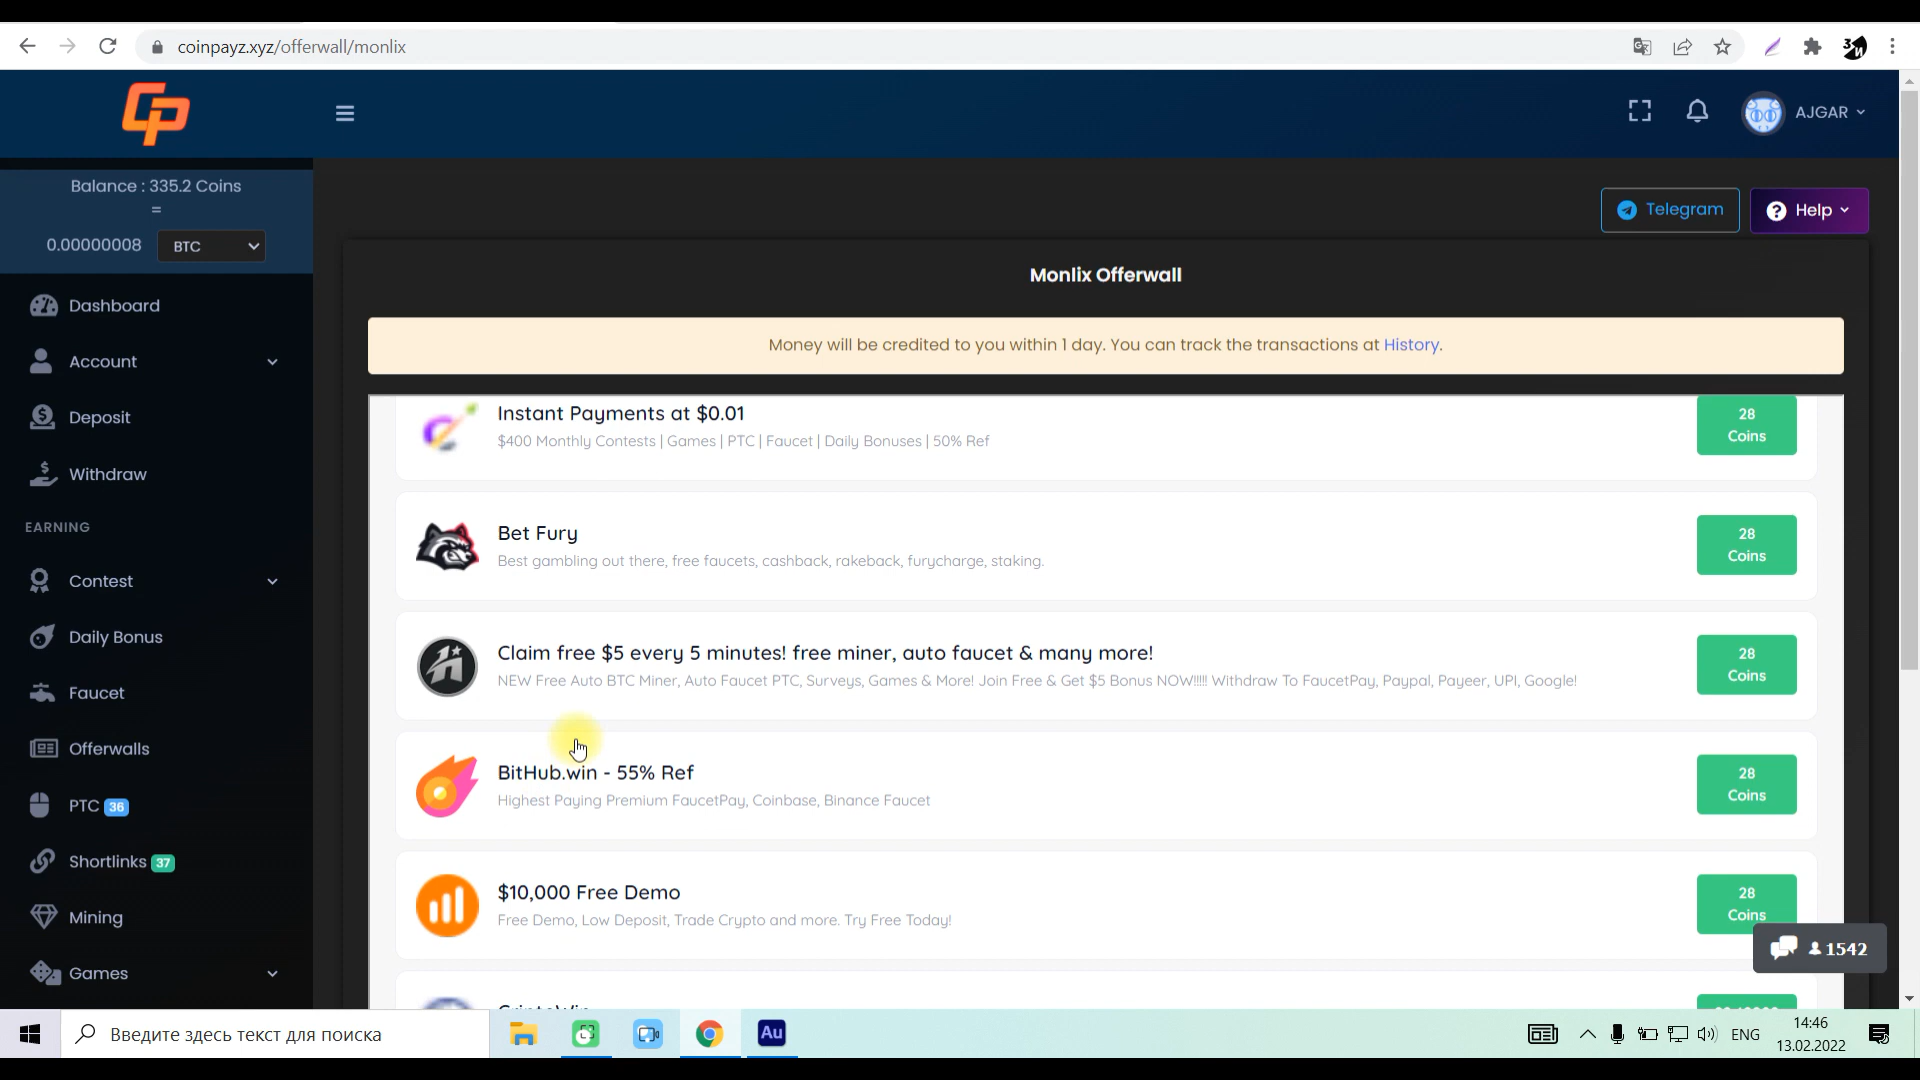 coinpayz.xyz/offerwall/monlix
CP
AJGAR
Balance : 335.2 Coins
=
0.00000008 BTC
Telegram
Help
Monlix Offerwall
Money will be credited to you within 1 day. You can track the transactions at History.
Dashboard
Account
Deposit
Withdraw
EARNING
Contest
Daily Bonus
Faucet
Offerwalls
PTC 36
Shortlinks 37
Mining
Games
Instant Payments at $0.01
$400 Monthly Contests | Games | PTC | Faucet | Daily Bonuses | 50% Ref
28
Coins
Bet Fury
Best gambling out there, free faucets, cashback, rakeback, furycharge, staking.
28
Coins
Claim free $5 every 5 minutes! free miner, auto faucet & many more!
NEW Free Auto BTC Miner, Auto Faucet PTC, Surveys, Games & More! Join Free & Get $5 Bonus NOW!!!!! Withdraw To FaucetPay, Paypal, Payeer, UPI, Google!
28
Coins
BitHub.win - 55% Ref
Highest Paying Premium FaucetPay, Coinbase, Binance Faucet
28
Coins
$10,000 Free Demo
Free Demo, Low Deposit, Trade Crypto and more. Try Free Today!
28
Coins
1542
Введите здесь текст для поиска
Au
ENG
14:46
13.02.2022